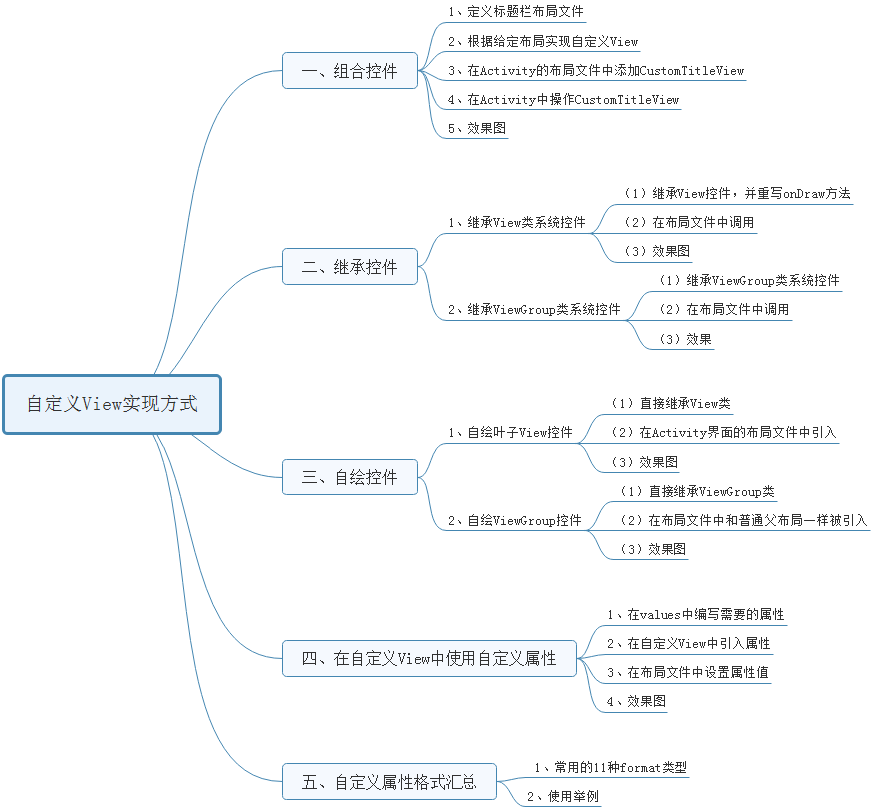 自定义View实现方式
一、组合控件
1、定义标题栏布局文件
2、根据给定布局实现自定义View
3、在Activity的布局文件中添加CustomTitleView
4、在Activity中操作CustomTitleView
5、效果图
二、继承控件
1、继承View类系统控件
（1）继承View控件，并重写onDraw方法
（2）在布局文件中调用
（3）效果图
2、继承ViewGroup类系统控件
（1）继承ViewGroup类系统控件
（2）在布局文件中调用
（3）效果
三、自绘控件
1、自绘叶子View控件
（1）直接继承View类
（2）在Activity界面的布局文件中引入
（3）效果图
2、自绘ViewGroup控件
（1）直接继承ViewGroup类
（2）在布局文件中和普通父布局一样被引入
（3）效果图
四、在自定义View中使用自定义属性
1、在values中编写需要的属性
2、在自定义View中引入属性
3、在布局文件中设置属性值
4、效果图
五、自定义属性格式汇总
1、常用的11种format类型
2、使用举例